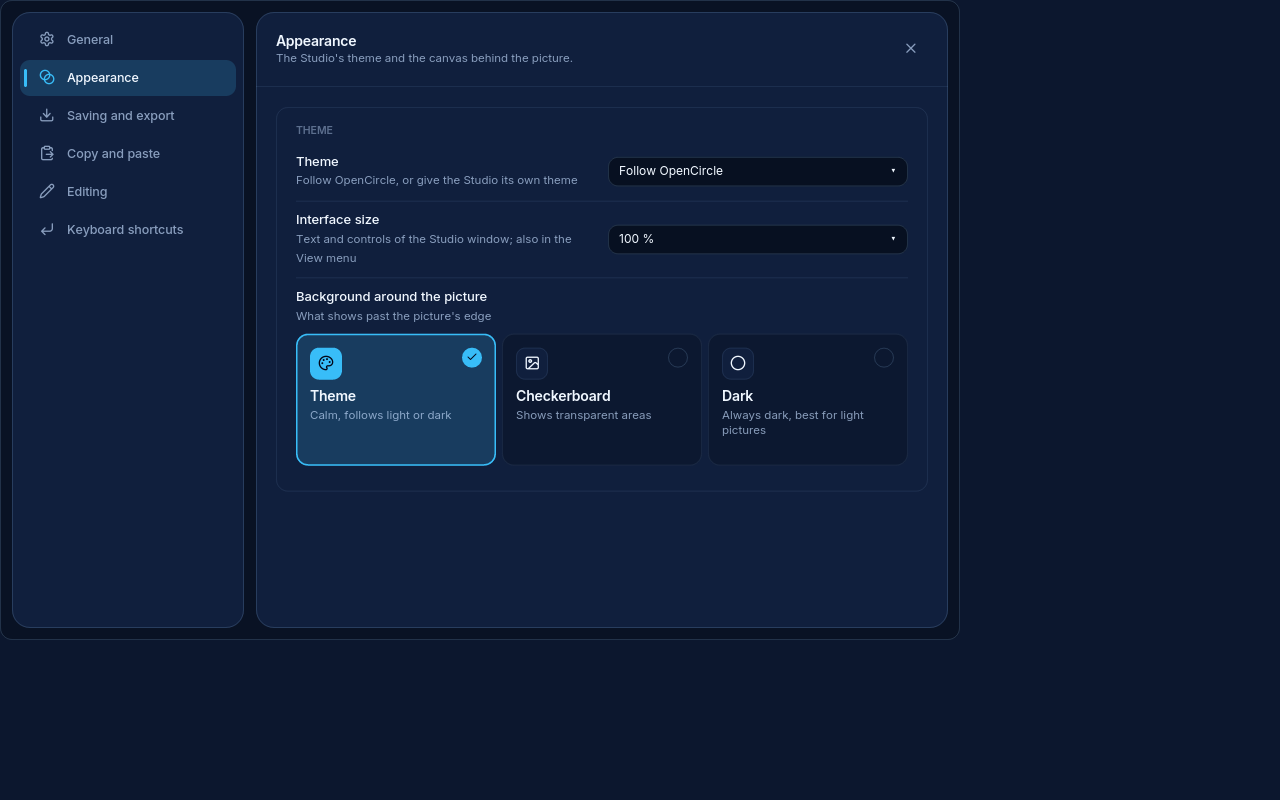 General
Appearance
Saving and export
Copy and paste
Editing
Keyboard shortcuts
Appearance
The Studio's theme and the canvas behind the picture.
THEME
Theme
Follow OpenCircle, or give the Studio its own theme
Follow OpenCircle
Interface size
Text and controls of the Studio window; also in the
View menu
100 %
Background around the picture
What shows past the picture's edge
Theme
Calm, follows light or dark
Checkerboard
Shows transparent areas
Dark
Always dark, best for light
pictures